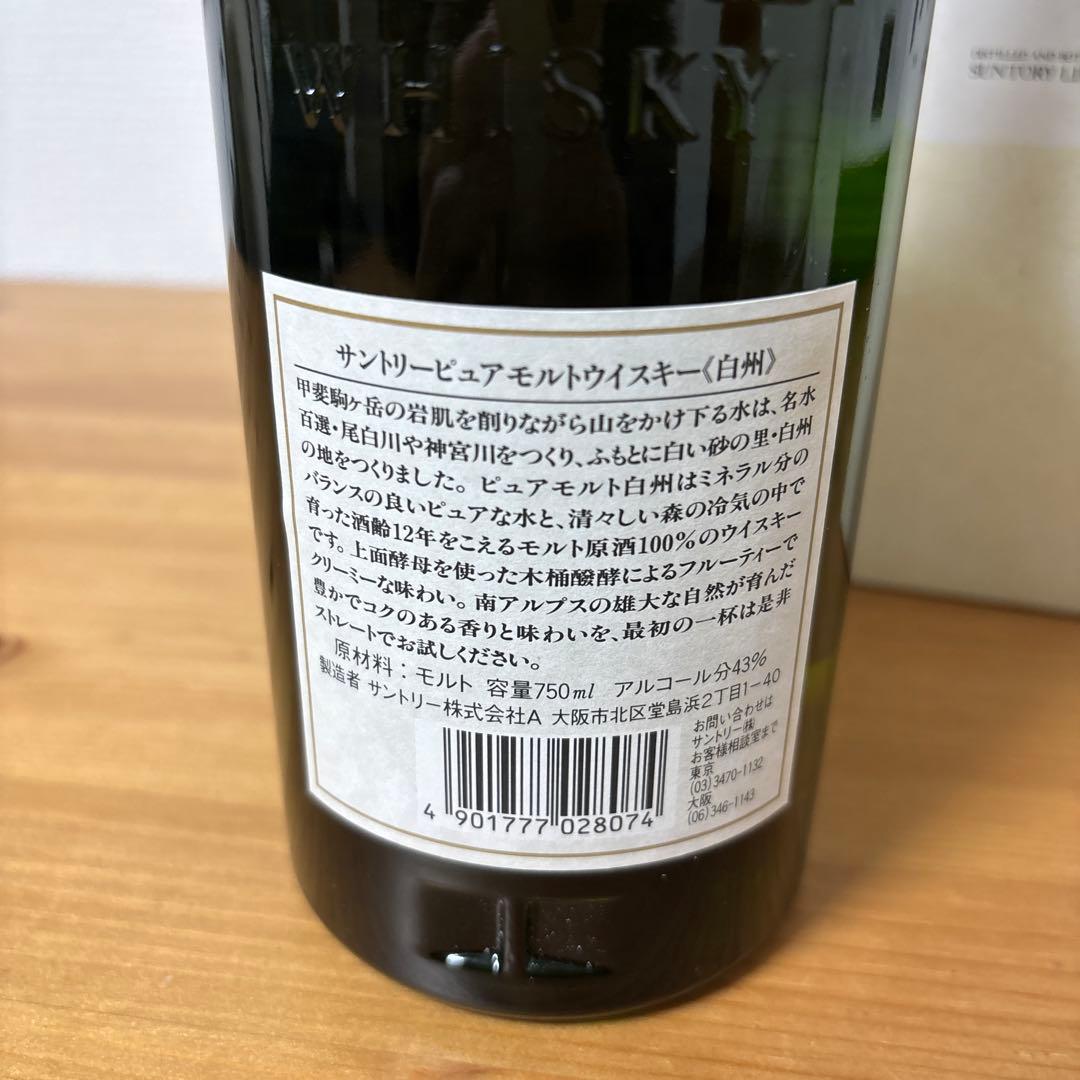 WHISKY
SUNTORY
サントリーピュアモルトウイスキー《白州》
甲斐駒ヶ岳の岩肌を削りながら山をかけ下る水は、名水
百選・尾白川や神宮川をつくり、ふもとに白い砂の里・白州
の地をつくりました。ピュアモルト白州はミネラル分の
バランスの良いピュアな水と、清々しい森の冷気の中で
育った酒齢12年をこえるモルト原酒100%のウイスキー
です。上面酵母を使った木桶醗酵によるフルーティーで
クリーミーな味わい。南アルプスの雄大な自然が育んだ
豊かでコクのある香りと味わいを、最初の一杯は是非
ストレートでお試しください。
原材料：モルト 容量750ml アルコール分43%
製造者 サントリー株式会社A 大阪市北区堂島浜2丁目1-40
お問い合わせは
サントリー(株)
お客様相談室まで
東京
(03)3470-1132
大阪
(06)346-1143
4 901777 028074